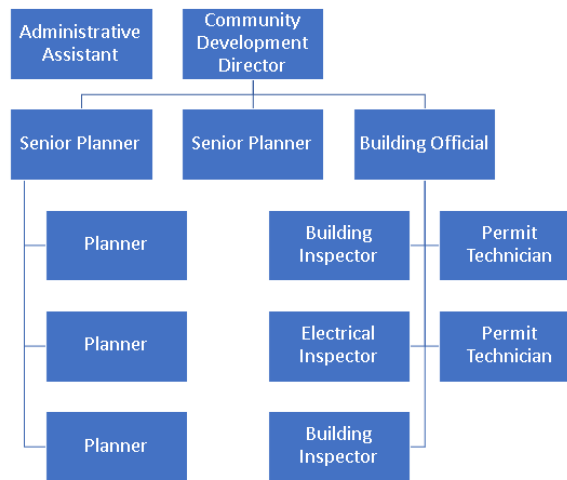 Administrative
Assistant
Community
Development
Director
Senior Planner
Senior Planner
Building Official
Planner
Building
Inspector
Permit
Technician
Planner
Electrical
Inspector
Permit
Technician
Planner
Building
Inspector